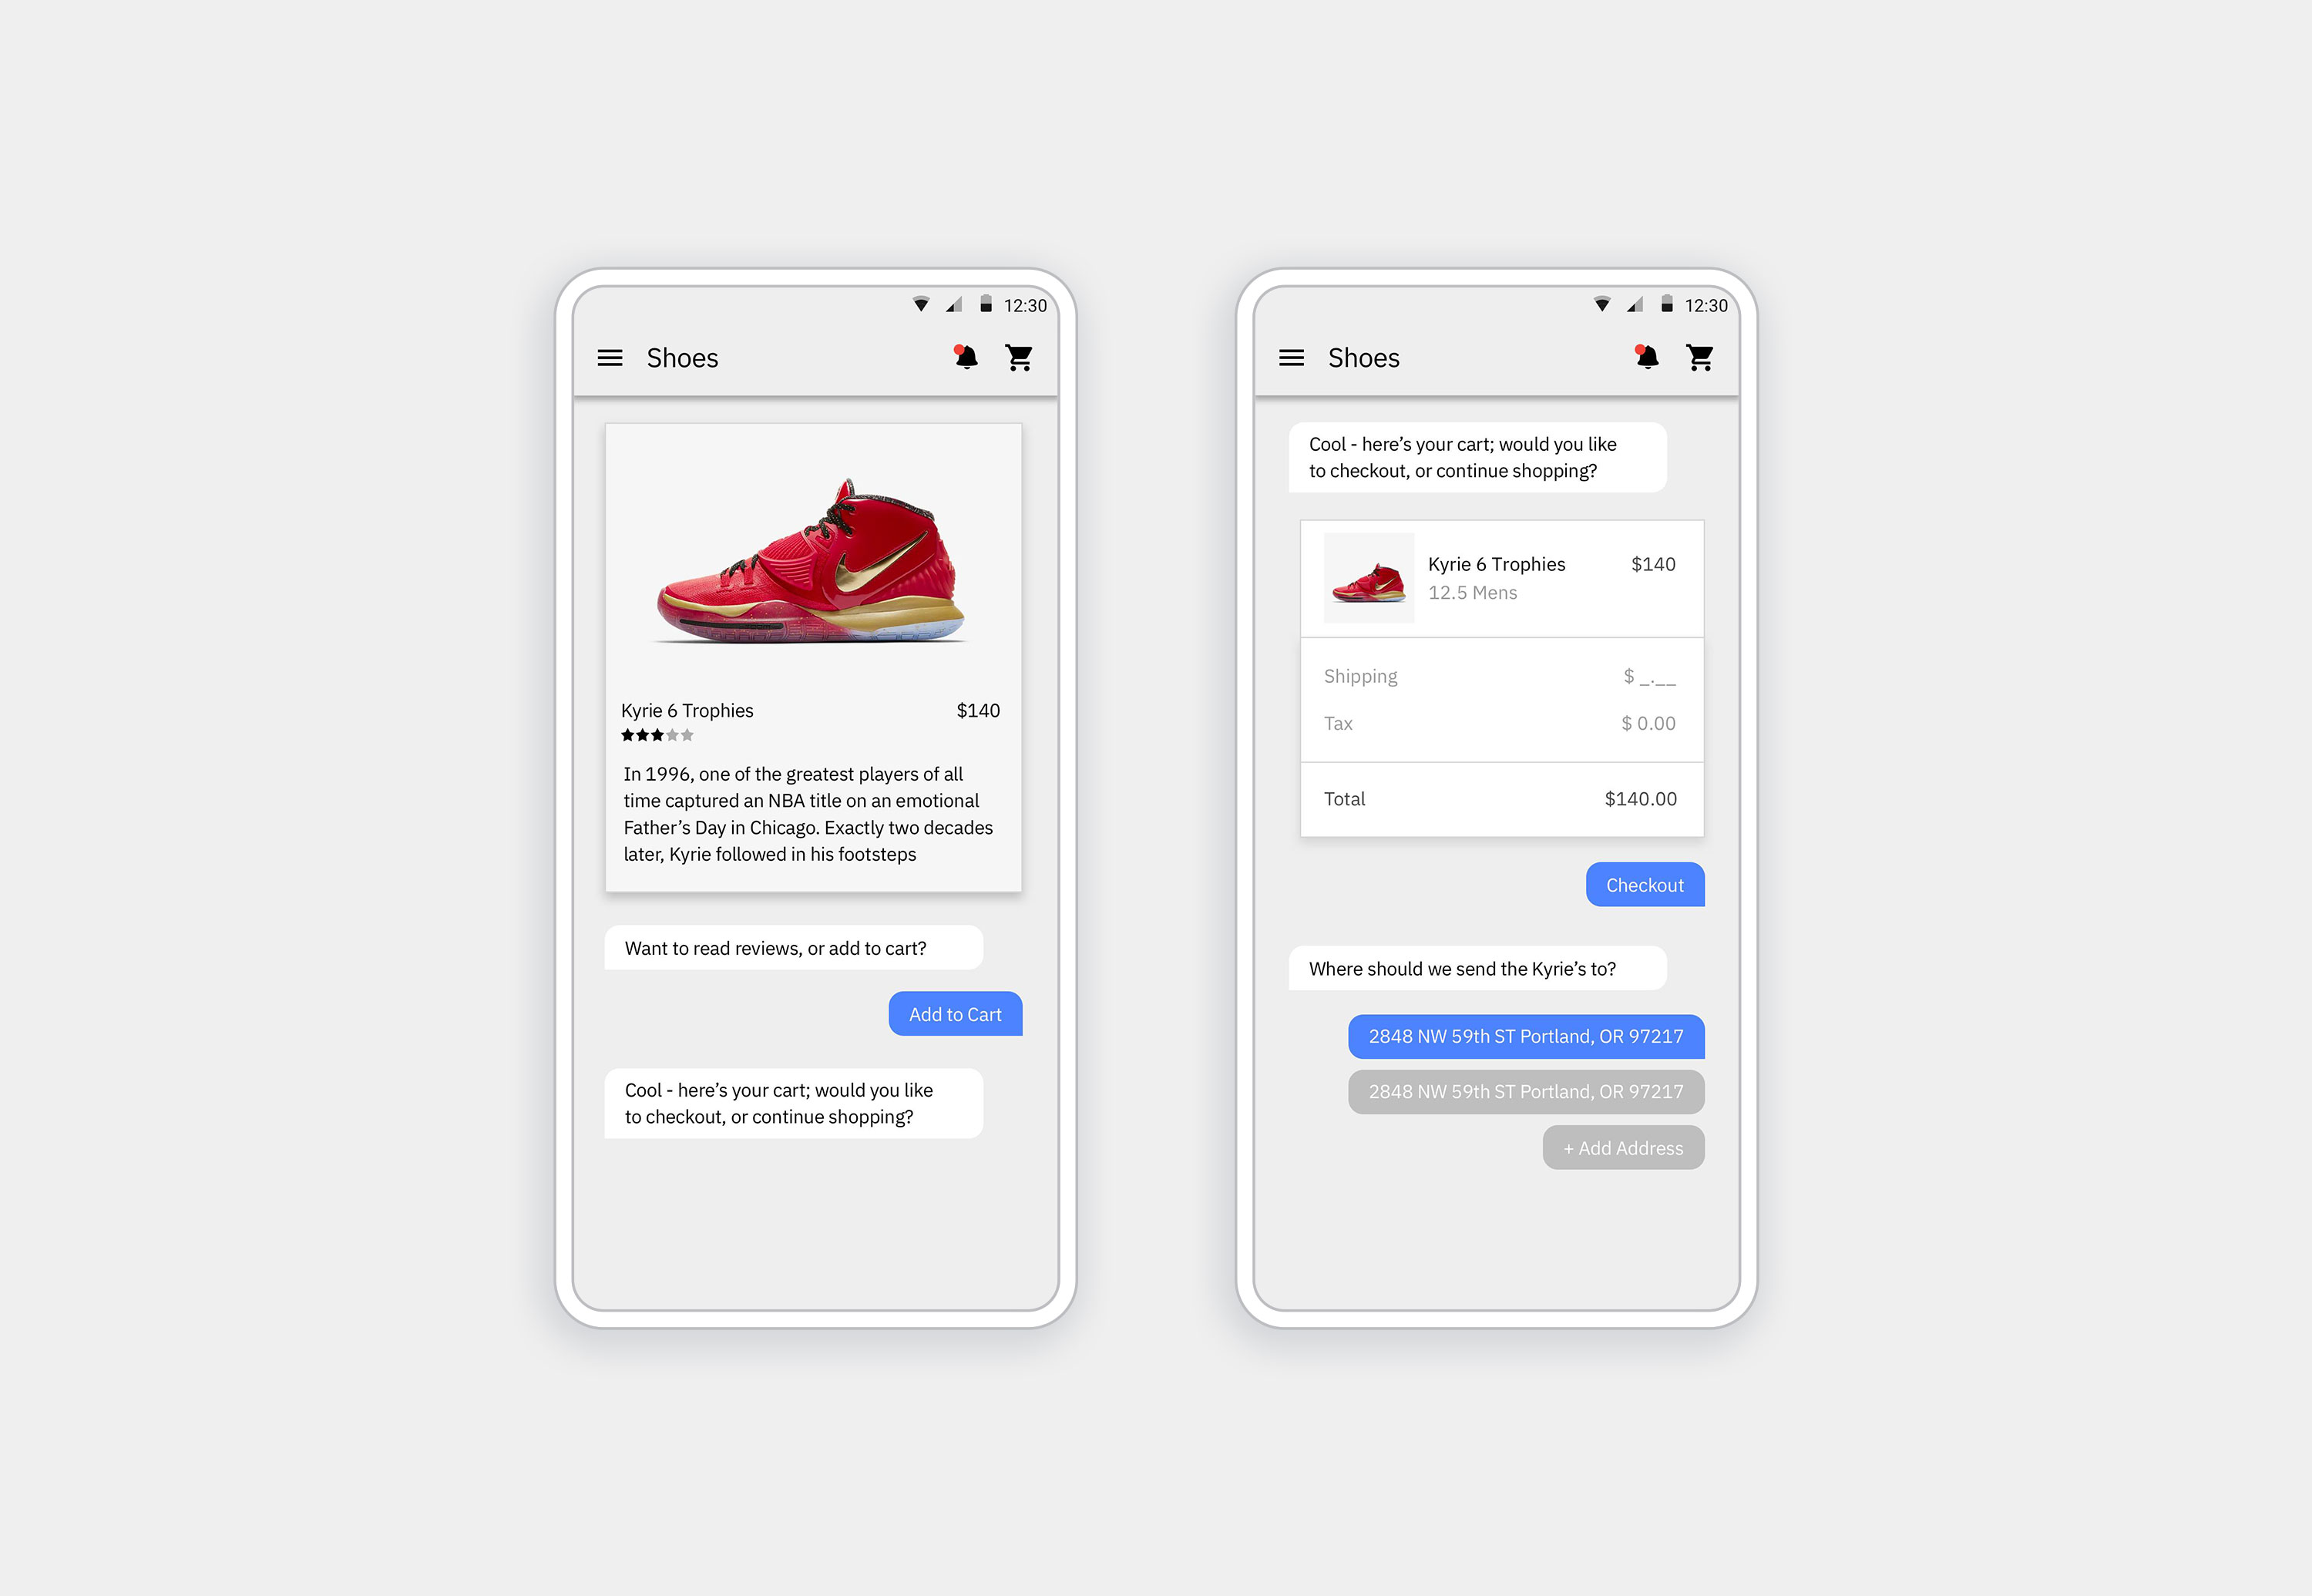 12:30
Shoes
Kyrie 6 Trophies
$140
In 1996, one of the greatest players of all
time captured an NBA title on an emotional
Father’s Day in Chicago. Exactly two decades
later, Kyrie followed in his footsteps
Want to read reviews, or add to cart?
Add to Cart
Cool - here’s your cart; would you like
to checkout, or continue shopping?
12:30
Shoes
Cool - here’s your cart; would you like
to checkout, or continue shopping?
Kyrie 6 Trophies
$140
12.5 Mens
Shipping
$ _.__
Tax
$ 0.00
Total
$140.00
Checkout
Where should we send the Kyrie’s to?
2848 NW 59th ST Portland, OR 97217
2848 NW 59th ST Portland, OR 97217
+ Add Address